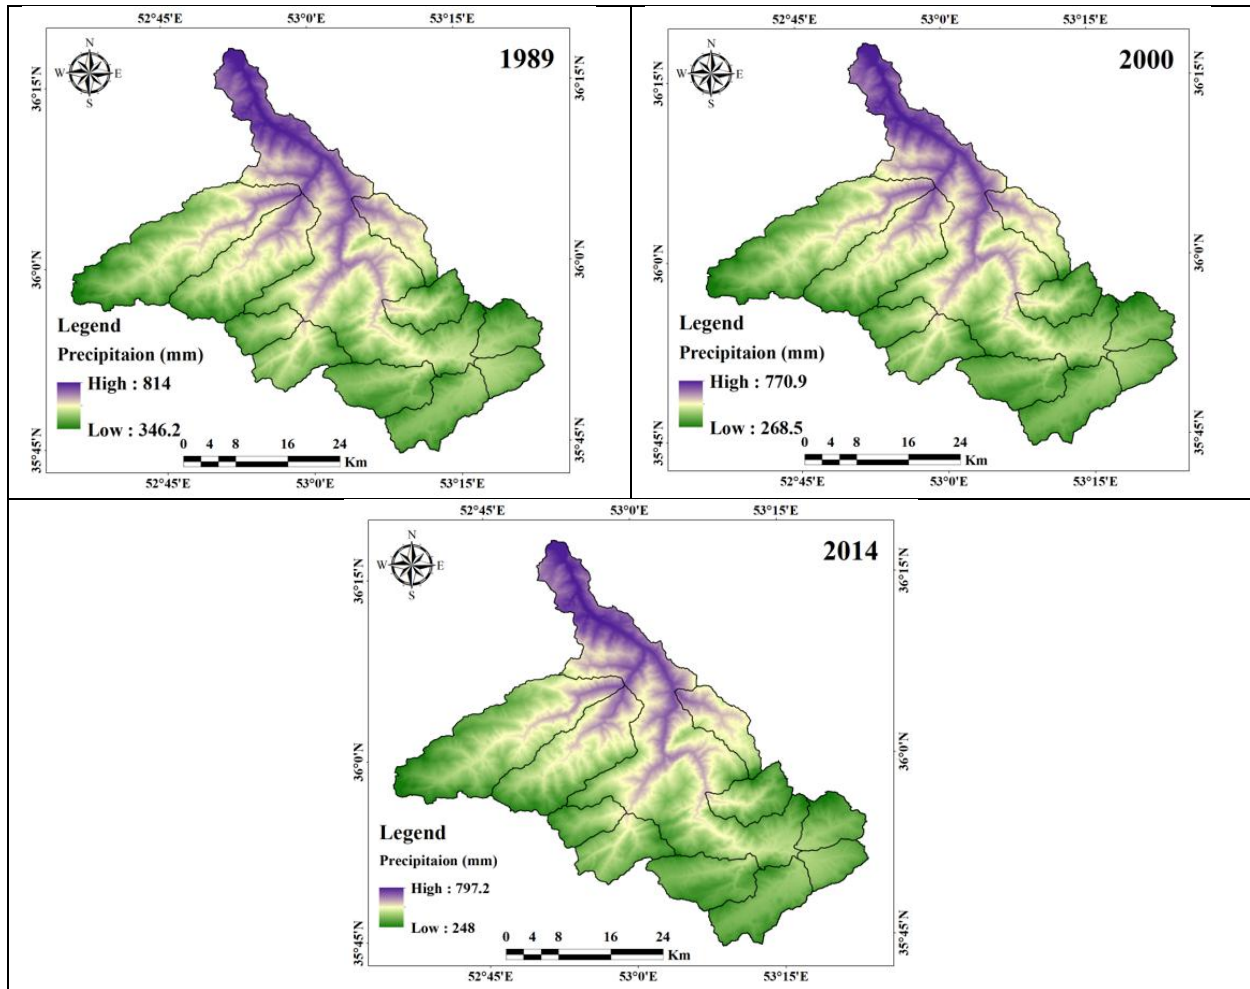 52°45'E 53°0'E 53°15'E
N
W E
S
1989
36°15'N 36°15'N
36°0'N 36°0'N
35°45'N 35°45'N
Legend
Precipitaion (mm)
High : 814
Low : 346.2
0 4 8 16 24
Km
52°45'E 53°0'E 53°15'E
52°45'E 53°0'E 53°15'E
N
W E
S
2000
36°15'N 36°15'N
36°0'N 36°0'N
35°45'N 35°45'N
Legend
Precipitaion (mm)
High : 770.9
Low : 268.5
0 4 8 16 24
Km
52°45'E 53°0'E 53°15'E
52°45'E 53°0'E 53°15'E
N
W E
S
2014
36°15'N 36°15'N
36°0'N 36°0'N
35°45'N 35°45'N
Legend
Precipitaion (mm)
High : 797.2
Low : 248
0 4 8 16 24
Km
52°45'E 53°0'E 53°15'E